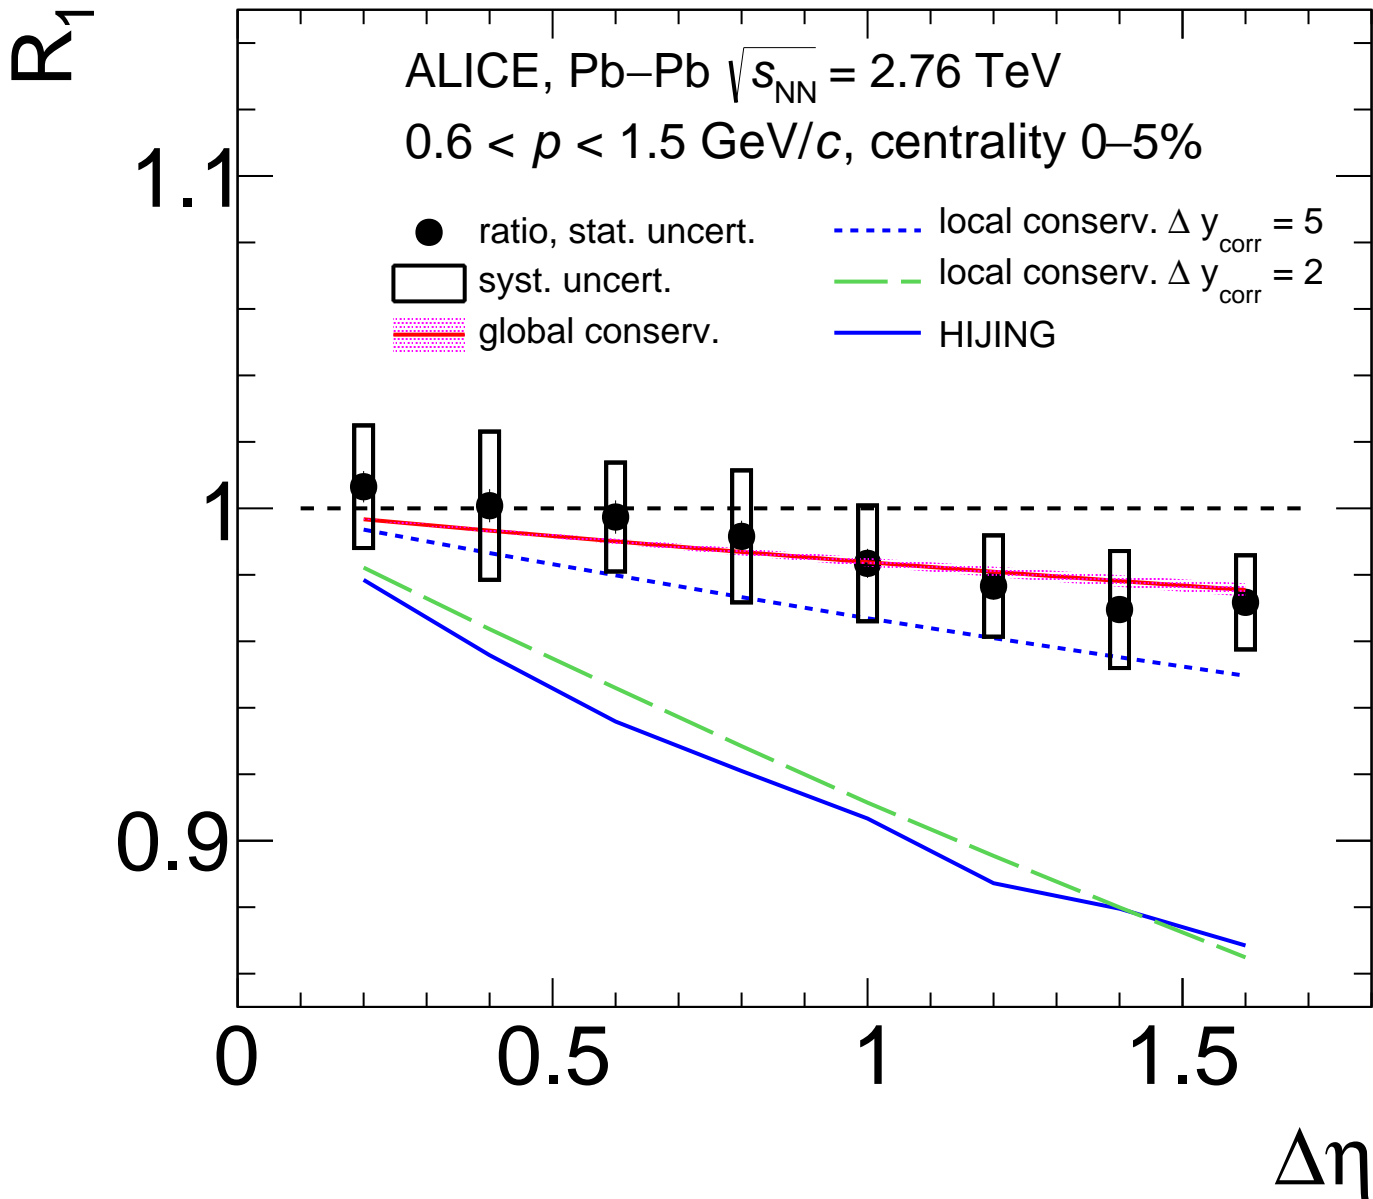 R1
ALICE, Pb–Pb √sNN = 2.76 TeV
0.6 < p < 1.5 GeV/c, centrality 0–5%
ratio, stat. uncert.
syst. uncert.
global conserv.
local conserv. Δ ycorr = 5
local conserv. Δ ycorr = 2
HIJING
1.1
1
0.9
0
0.5
1
1.5
Δη